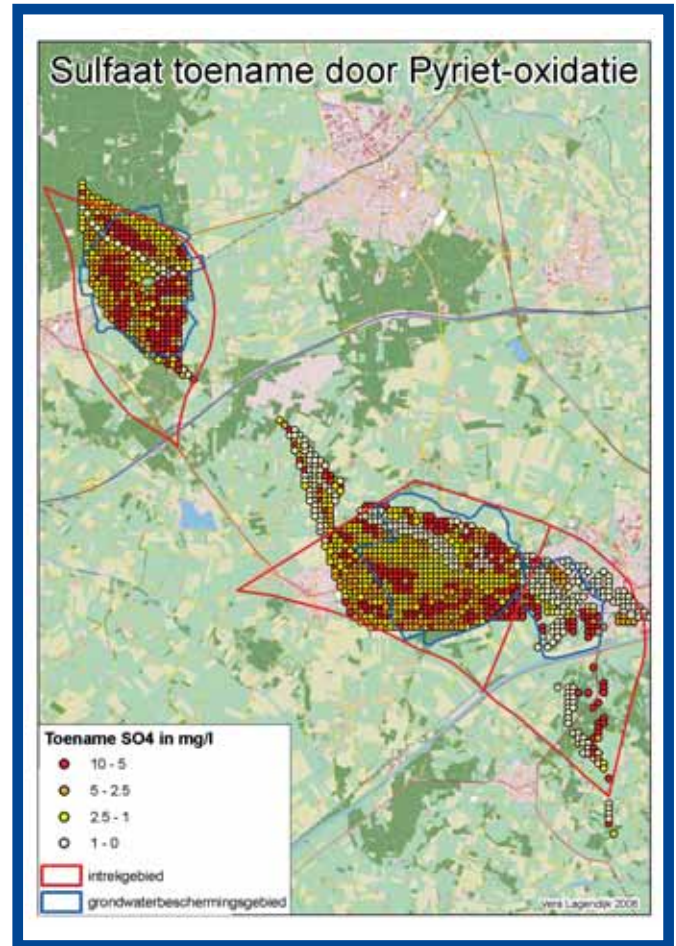 Sulfaat toename door Pyriet-oxidatie
Toename SO4 in mg/l
10 - 5
5 - 2.5
2.5 - 1
1 - 0
intrekgebied
grondwaterbeschermingsgebied
Vera Lagendijk 2006